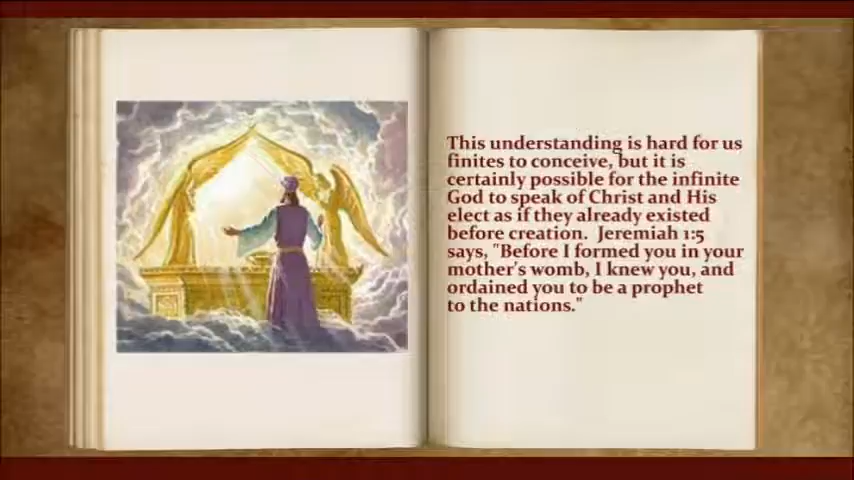 This understanding is hard for us
finites to conceive, but it is
certainly possible for the infinite
God to speak of Christ and His
elect as if they already existed
before creation.  Jeremiah 1:5
says, "Before I formed you in your
mother's womb, I knew you, and
ordained you to be a prophet
to the nations."